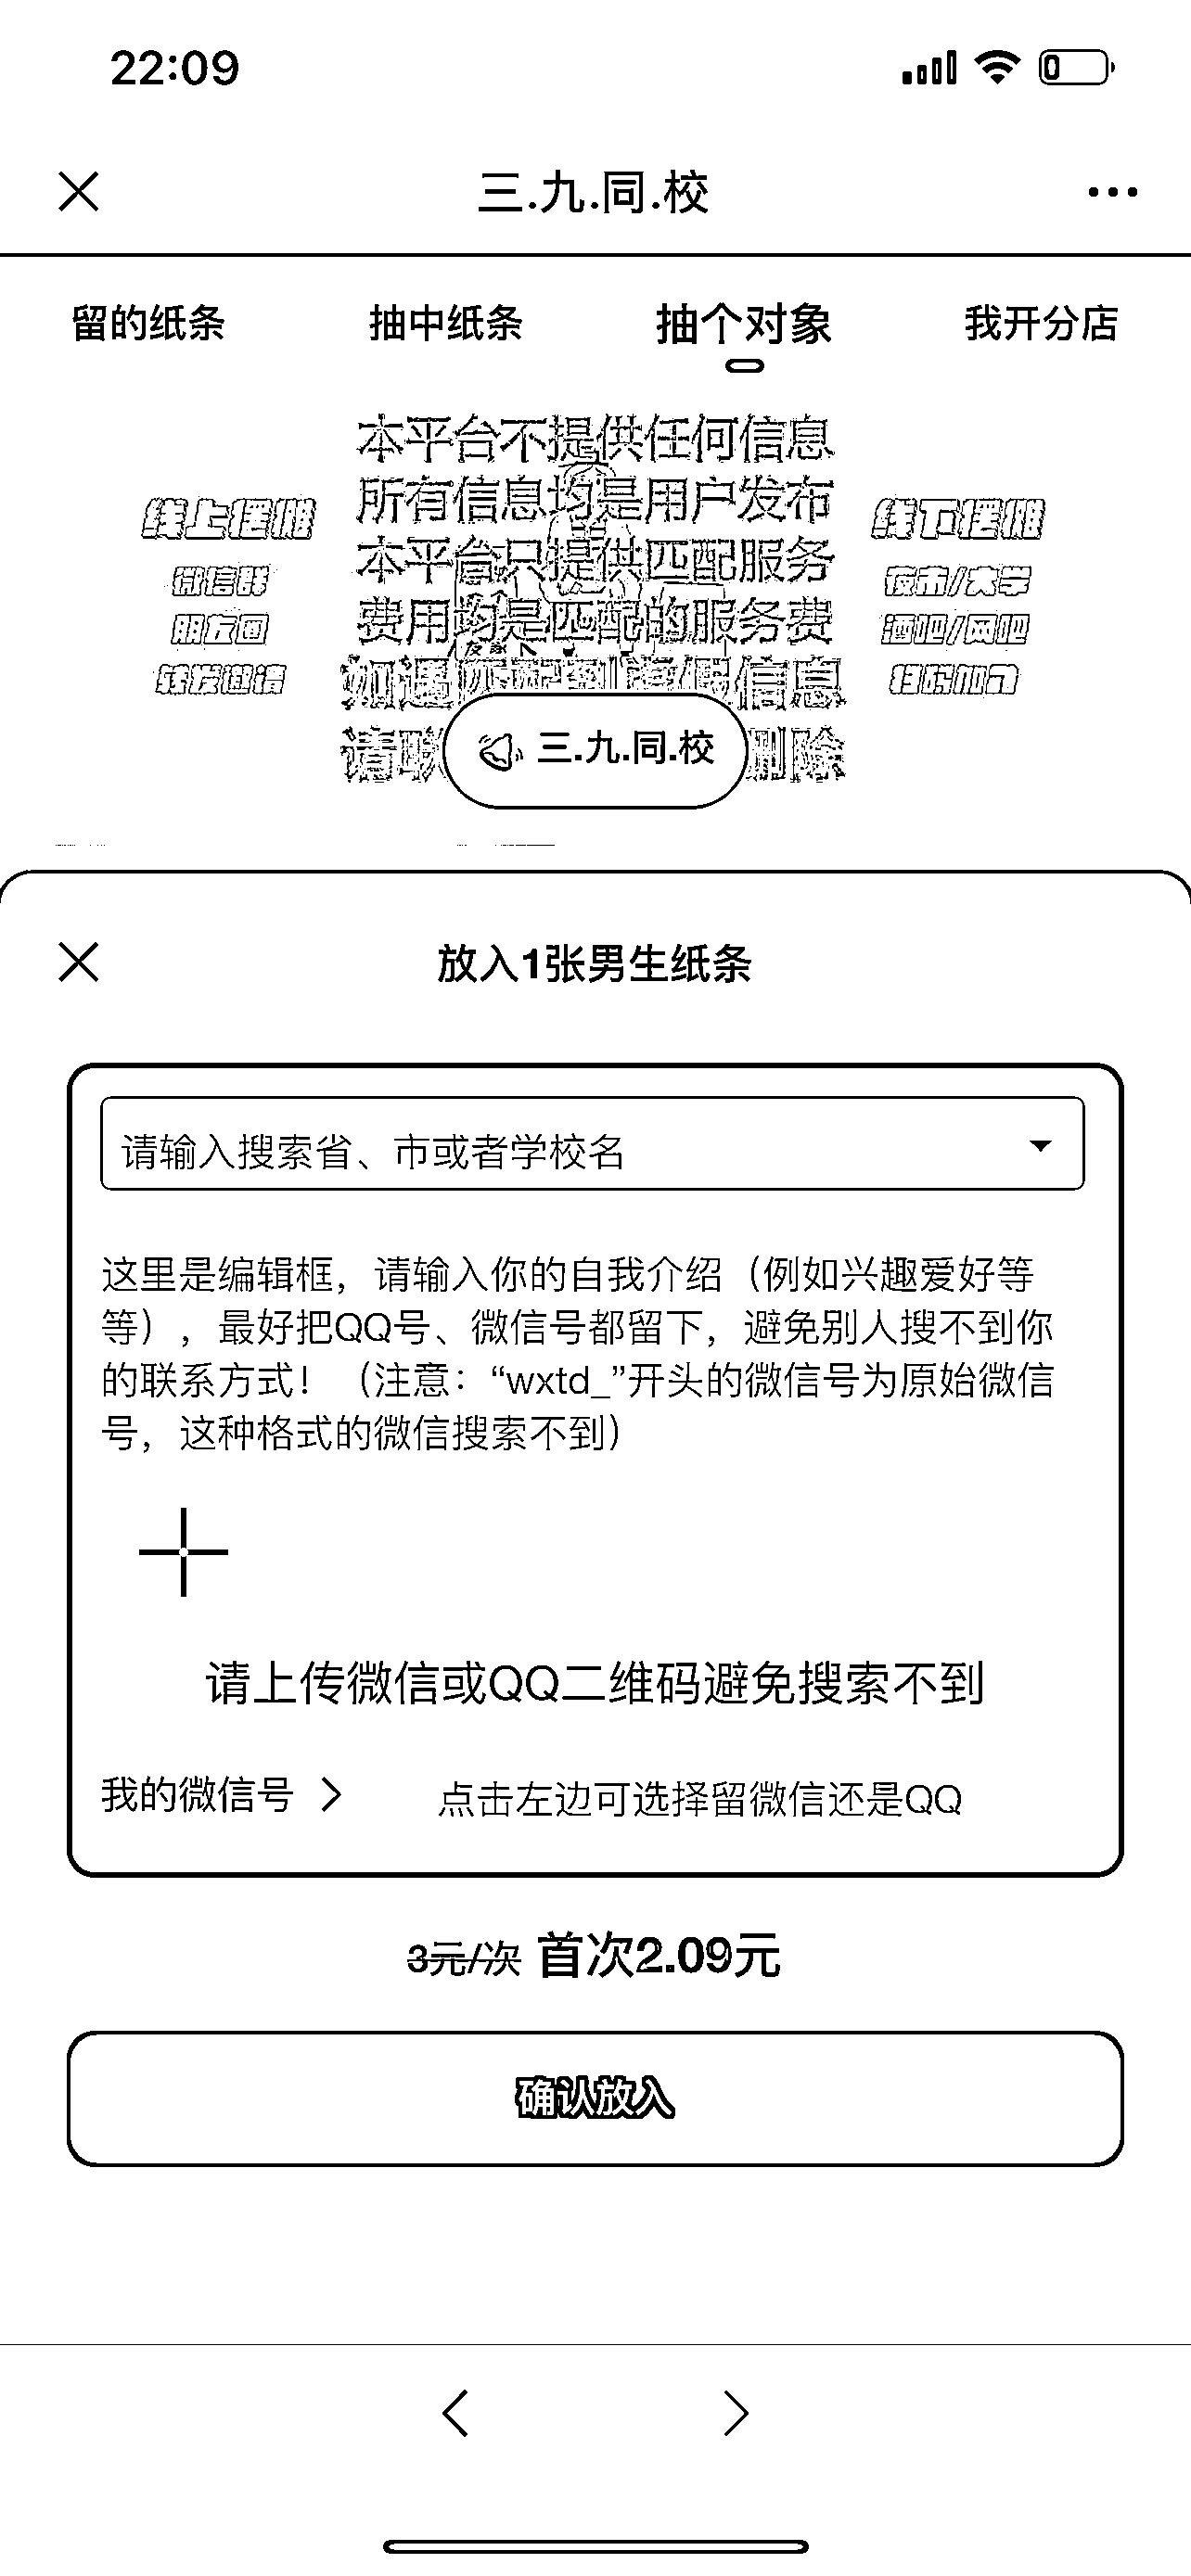 22:09
三.九.同.校
留的纸条
抽中纸条
抽个对象
我开分店
本平台不提供任何信息
所有信息均是用户发布
本平台只提供匹配服务
费用均是匹配的服务费
如遇匹配到虚假信息
请联 删除
线上摆摊
微信群
朋友圈
转发邀请
线下摆摊
夜市/大学
酒吧/网吧
扫码加
三.九.同.校
放入1张男生纸条
请输入搜索省、市或者学校名
这里是编辑框，请输入你的自我介绍（例如兴趣爱好等
等），最好把QQ号、微信号都留下，避免别人搜不到你
的联系方式！（注意：“wxtd_”开头的微信号为原始微信
号，这种格式的微信搜索不到）
请上传微信或QQ二维码避免搜索不到
我的微信号
点击左边可选择留微信还是QQ
3元/次 首次2.09元
确认放入